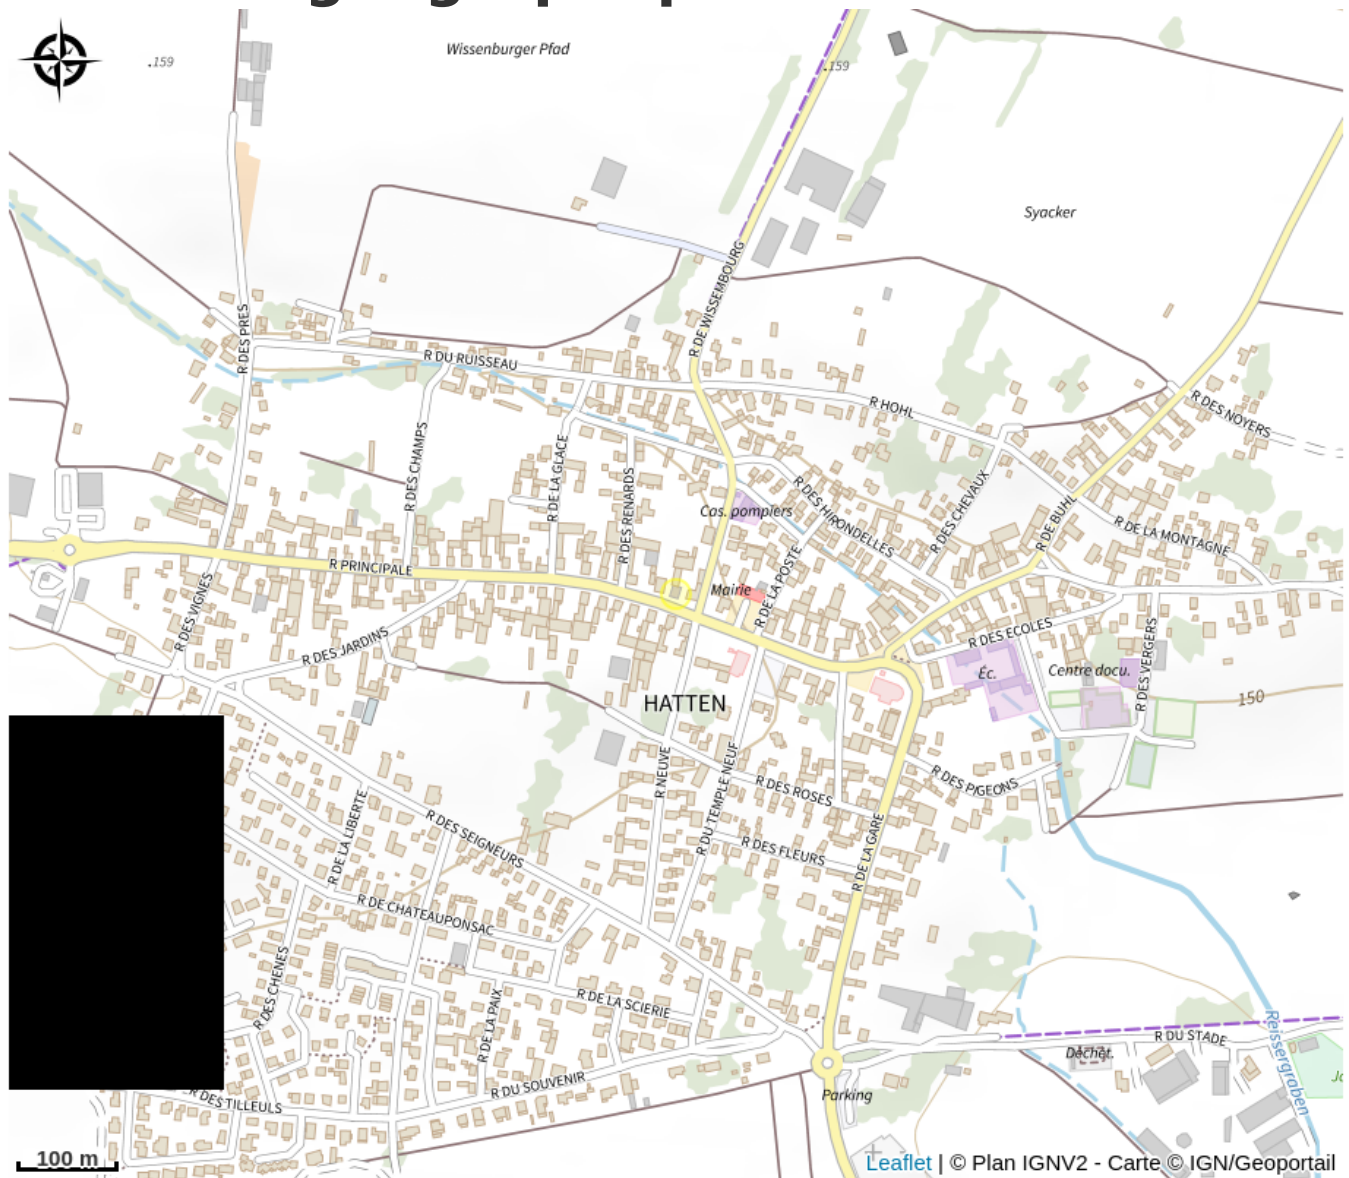 Wissenburger Pfad
.159
.159
Syacker
R DE WISSEMBOURG
R DES PRES
R DU RUISSEAU
R HOHL
R DES NOYERS
R DES CHAMPS
R DE LA GLACE
R DES RENARDS
Cas. pompiers
R DES HIRONDELLES
R DES CHEVAUX
R DE BUHL
R DE LA MONTAGNE
R PRINCIPALE
Mairie
R DE LA POSTE
R DES VIGNES
R DES JARDINS
R DES ECOLES
R DES VERGERS
Éc.
Centre docu.
150
HATTEN
R NEUVE
R DU TEMPLE NEUF
R DES ROSES
R DES PIGEONS
R DE LA LIBERTE
R DES SEIGNEURS
R DES FLEURS
R DE LA GARE
R DE CHATEAUPONSAC
R DES CHENES
R DE LA PAIX
R DE LA SCIERIE
R DU STADE
Reissergraben
Déchèt.
R DU SOUVENIR
R DES TILLEULS
Parking
100 m
Leaflet | © Plan IGNV2 - Carte © IGN/Geoportail